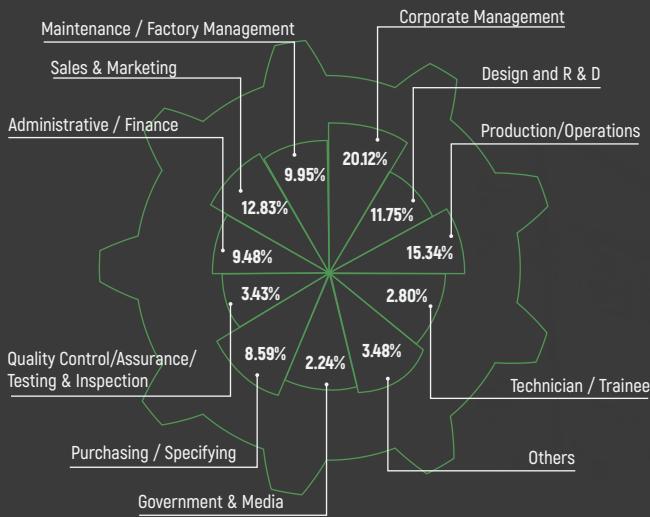 Corporate Management
Maintenance / Factory Management
Sales & Marketing
Design and R & D
Administrative / Finance
Production/Operations
20.12%
9.95%
12.83%
11.75%
15.34%
9.48%
3.43%
2.80%
8.59%
2.24%
3.48%
Quality Control/Assurance/
Testing & Inspection
Technician / Trainee
Purchasing / Specifying
Others
Government & Media